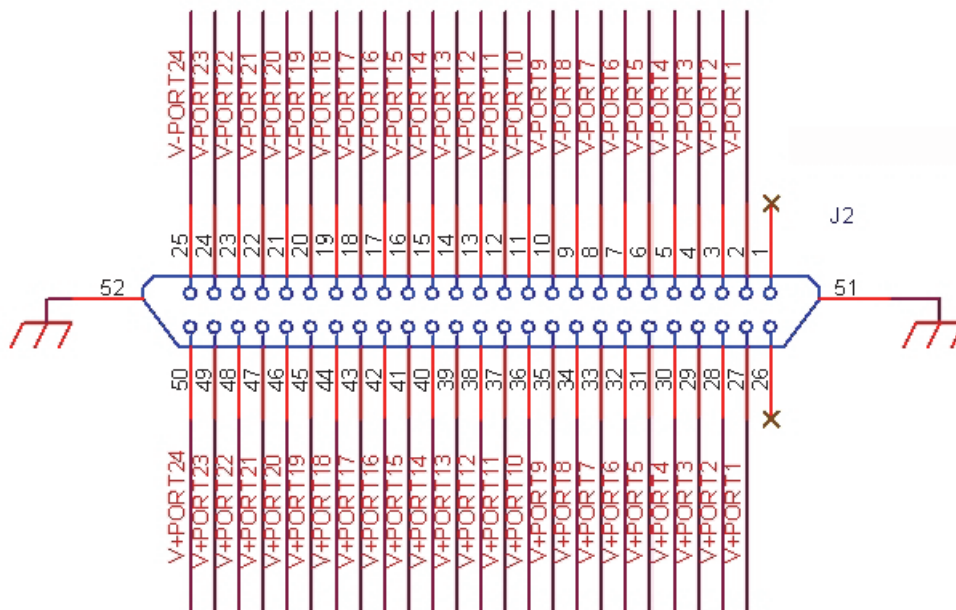 V-PORT24
V-PORT23
V-PORT22
V-PORT21
V-PORT20
V-PORT19
V-PORT18
V-PORT17
V-PORT16
V-PORT15
V-PORT14
V-PORT13
V-PORT12
V-PORT11
V-PORT10
V-PORT9
V-PORT8
V-PORT7
V-PORT6
V-PORT5
V-PORT4
V-PORT3
V-PORT2
V-PORT1
J2
25
24
23
22
21
20
19
18
17
16
15
14
13
12
11
10
9
8
7
6
5
4
3
2
1
52
51
50
49
48
47
46
45
44
43
42
41
40
39
38
37
36
35
34
33
32
31
30
29
28
27
26
V+PORT24
V+PORT23
V+PORT22
V+PORT21
V+PORT20
V+PORT19
V+PORT18
V+PORT17
V+PORT16
V+PORT15
V+PORT14
V+PORT13
V+PORT12
V+PORT11
V+PORT10
V+PORT9
V+PORT8
V+PORT7
V+PORT6
V+PORT5
V+PORT4
V+PORT3
V+PORT2
V+PORT1